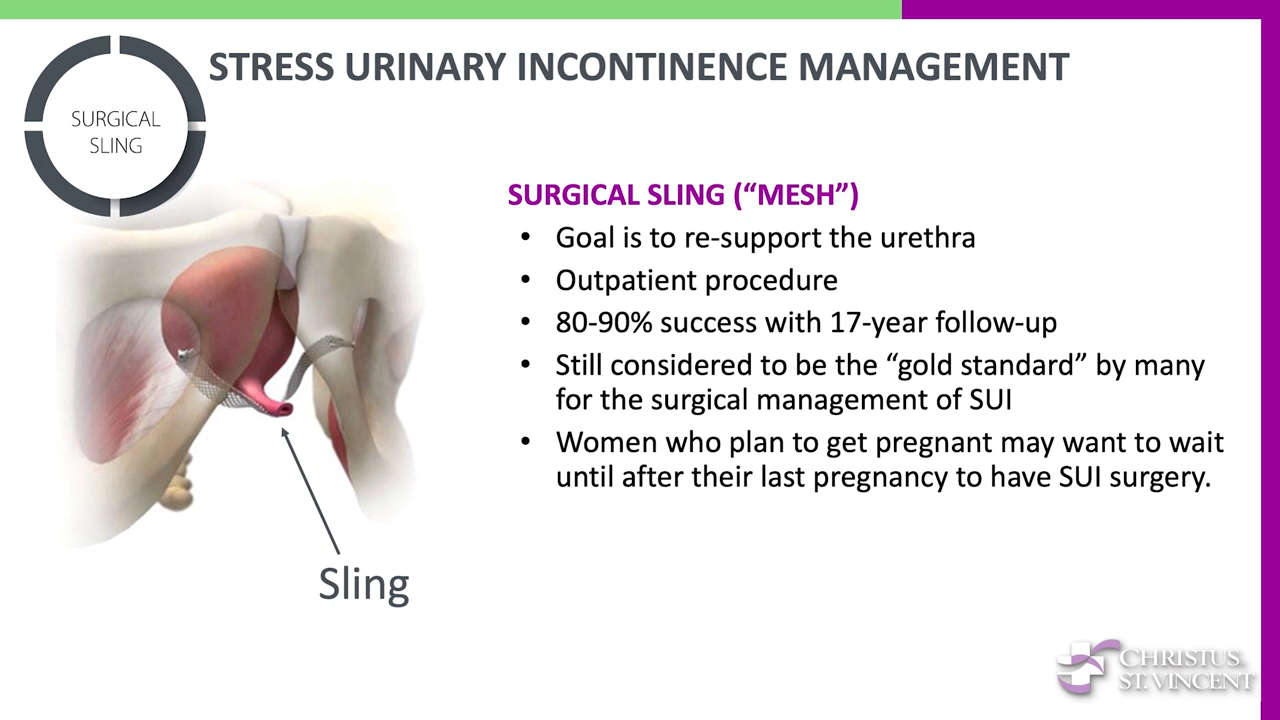 STRESS URINARY INCONTINENCE MANAGEMENT
SURGICAL
SLING
SURGICAL SLING (“MESH”)
• Goal is to re-support the urethra
• Outpatient procedure
• 80-90% success with 17-year follow-up
• Still considered to be the “gold standard” by many
for the surgical management of SUI
• Women who plan to get pregnant may want to wait
until after their last pregnancy to have SUI surgery.
Sling
CHRISTUS
ST. VINCENT